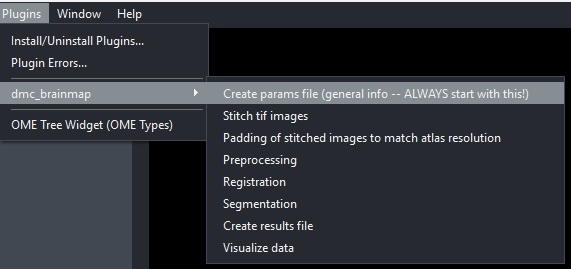 Plugins Window Help
Install/Uninstall Plugins...
Plugin Errors...
dmc_brainmap
OME Tree Widget (OME Types)
Create params file (general info -- ALWAYS start with this!)
Stitch tif images
Padding of stitched images to match atlas resolution
Preprocessing
Registration
Segmentation
Create results file
Visualize data